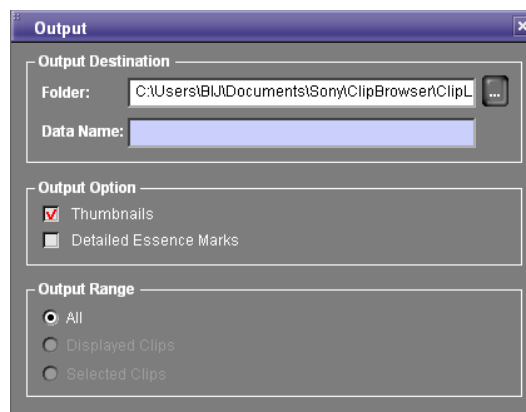 Output
Output Destination
Folder: C:\Users\BIJ\Documents\Sony\ClipBrowser\ClipL ...
Data Name:
Output Option
Thumbnails
Detailed Essence Marks
Output Range
All
Displayed Clips
Selected Clips